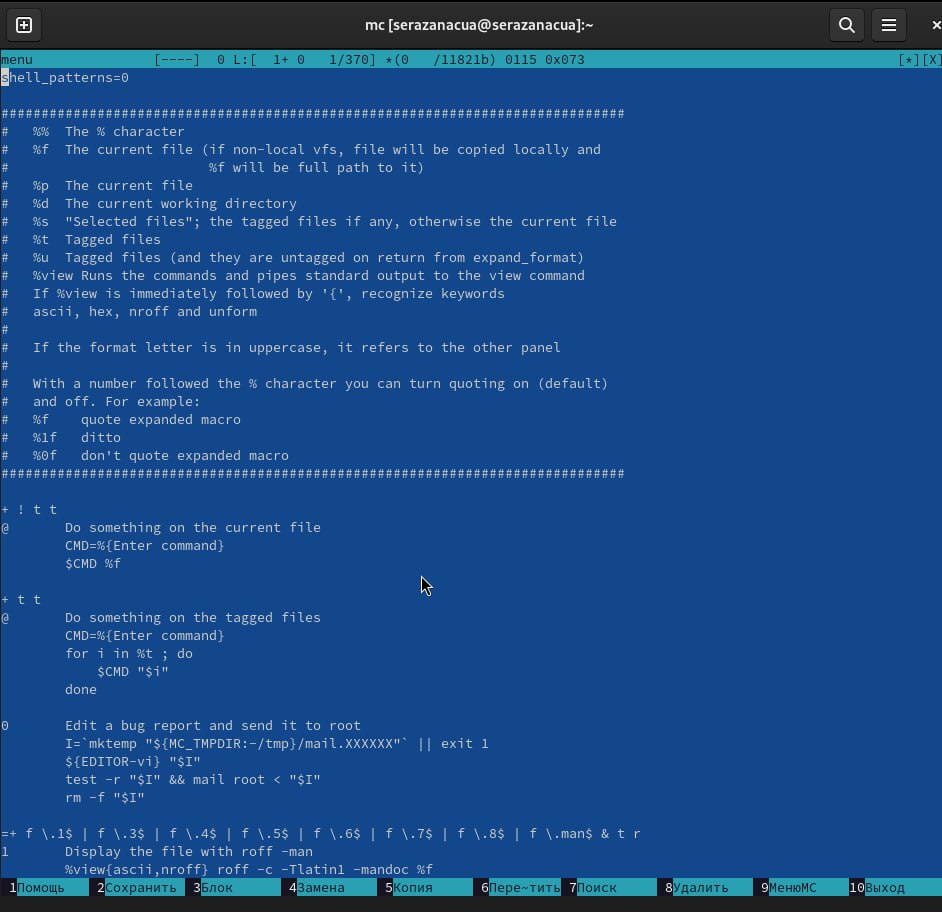 mc [serazanacua@serazanacua]:~
menu [----] 0 L:[ 1+ 0 1/370] *(0 /11821b) 0115 0x073 [*][X]
shell_patterns=0
##############################################################################
# %% The % character
# %f The current file (if non-local vfs, file will be copied locally and
# %f will be full path to it)
# %p The current file
# %d The current working directory
# %s "Selected files"; the tagged files if any, otherwise the current file
# %t Tagged files
# %u Tagged files (and they are untagged on return from expand_format)
# %view Runs the commands and pipes standard output to the view command
# If %view is immediately followed by '{', recognize keywords
# ascii, hex, nroff and unform
#
# If the format letter is in uppercase, it refers to the other panel
#
# With a number followed the % character you can turn quoting on (default)
# and off. For example:
# %f quote expanded macro
# %1f ditto
# %0f don't quote expanded macro
##############################################################################
+ ! t t
@ Do something on the current file
CMD=%{Enter command}
$CMD %f
+ t t
@ Do something on the tagged files
CMD=%{Enter command}
for i in %t ; do
$CMD "$i"
done
0 Edit a bug report and send it to root
I=`mktemp "${MC_TMPDIR:-/tmp}/mail.XXXXXX"` || exit 1
${EDITOR-vi} "$I"
test -r "$I" && mail root < "$I"
rm -f "$I"
=+ f \.1$ | f \.3$ | f \.4$ | f \.5$ | f \.6$ | f \.7$ | f \.8$ | f \.man$ & t r
1 Display the file with roff -man
%view{ascii,nroff} roff -c -Tlatin1 -mandoc %f
1Помощь 2Сохранить 3Блок 4Замена 5Копия 6Пере~тить 7Поиск 8Удалить 9МенюMC 10Выход